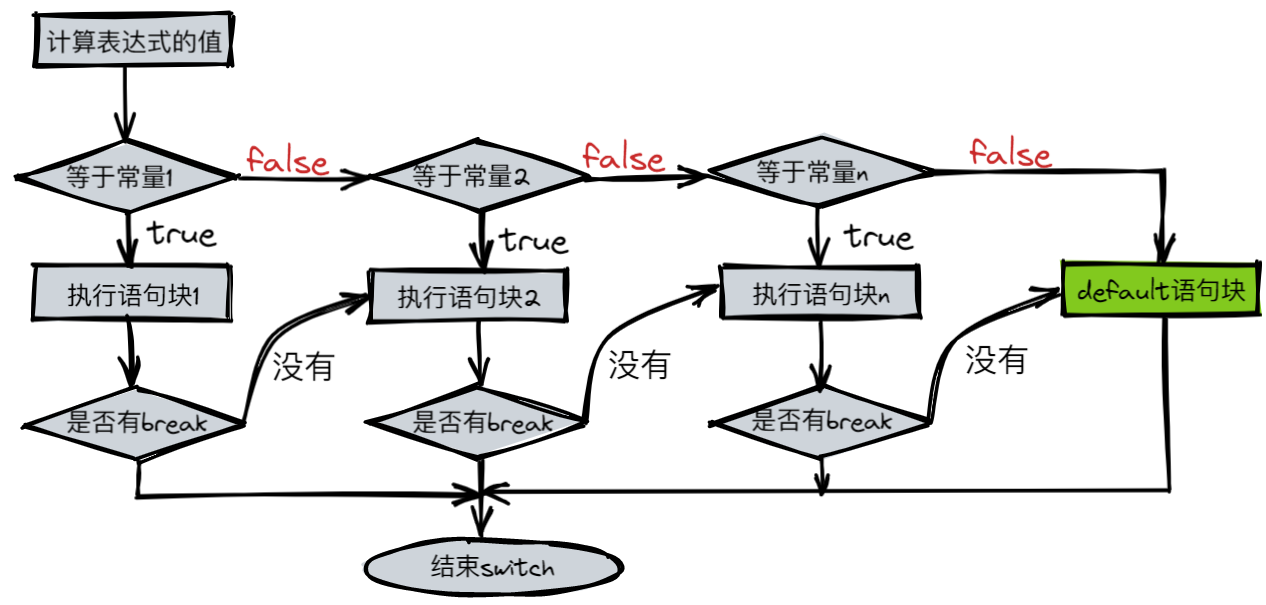 计算表达式的值
等于常量1
false
等于常量2
false
等于常量n
false
true
true
true
执行语句块1
执行语句块2
执行语句块n
default语句块
没有
没有
没有
是否有break
是否有break
是否有break
结束switch